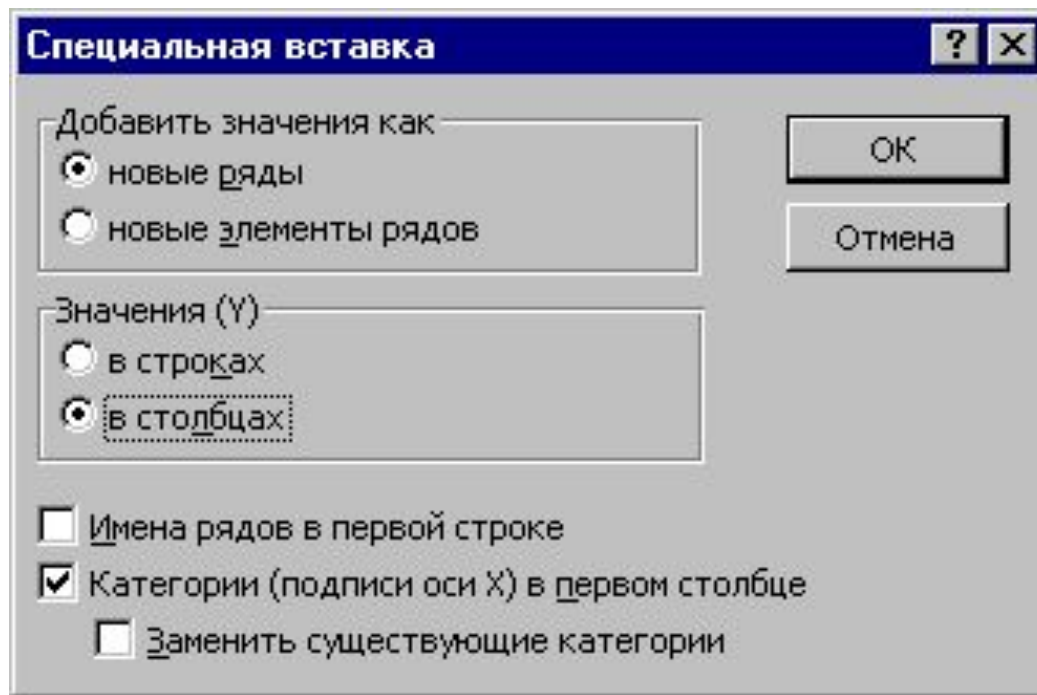 Специальная вставка
Добавить значения как
новые ряды
новые элементы рядов
OK
Отмена
Значения (Y)
в строках
в столбцах
Имена рядов в первой строке
Категории (подписи оси X) в первом столбце
Заменить существующие категории